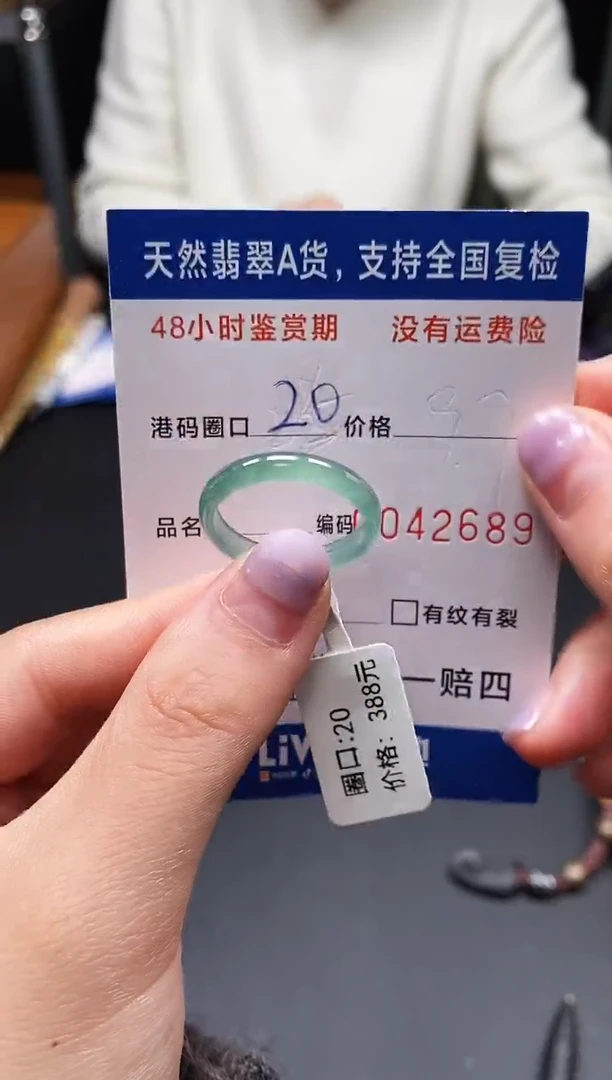 天然翡翠A货，支持全国复检
48小时鉴赏期 没有运费险
港码圈口 20 价格
品名 编码 042689
有纹有裂
一赔四
LiV
圈口:20
价格：388元